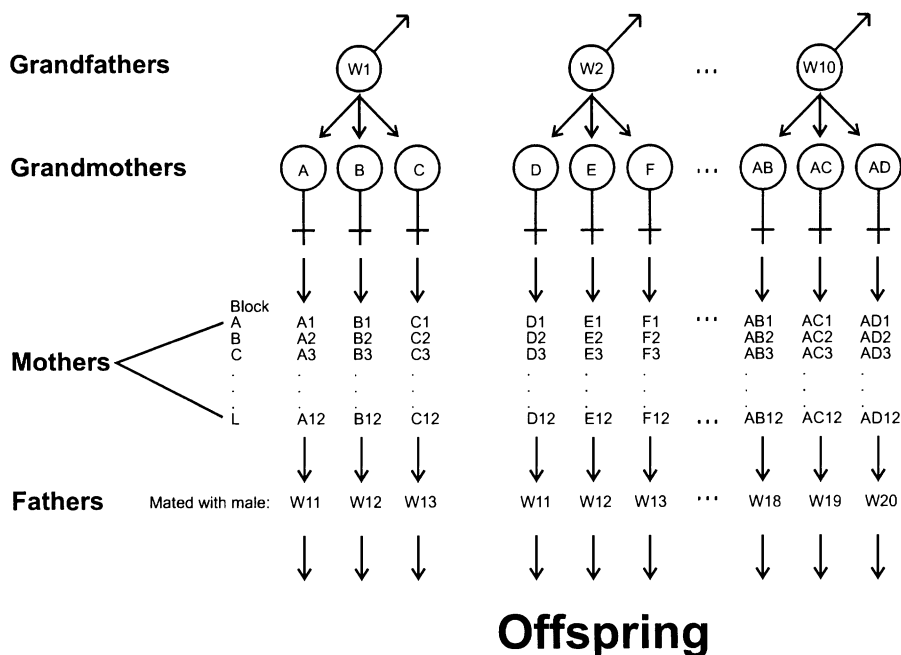 Grandfathers W1 W2 ... W10
Grandmothers A B C D E F ... AB AC AD
Block
A A1 B1 C1 D1 E1 F1 ... AB1 AC1 AD1
B A2 B2 C2 D2 E2 F2 AB2 AC2 AD2
C A3 B3 C3 D3 E3 F3 AB3 AC3 AD3
Mothers
. . . . . . . . . .
. . . . . . . . . .
. . . . . . . . . .
L A12 B12 C12 D12 E12 F12 ... AB12 AC12 AD12
Fathers Mated with male: W11 W12 W13 W11 W12 W13 ... W18 W19 W20
Offspring